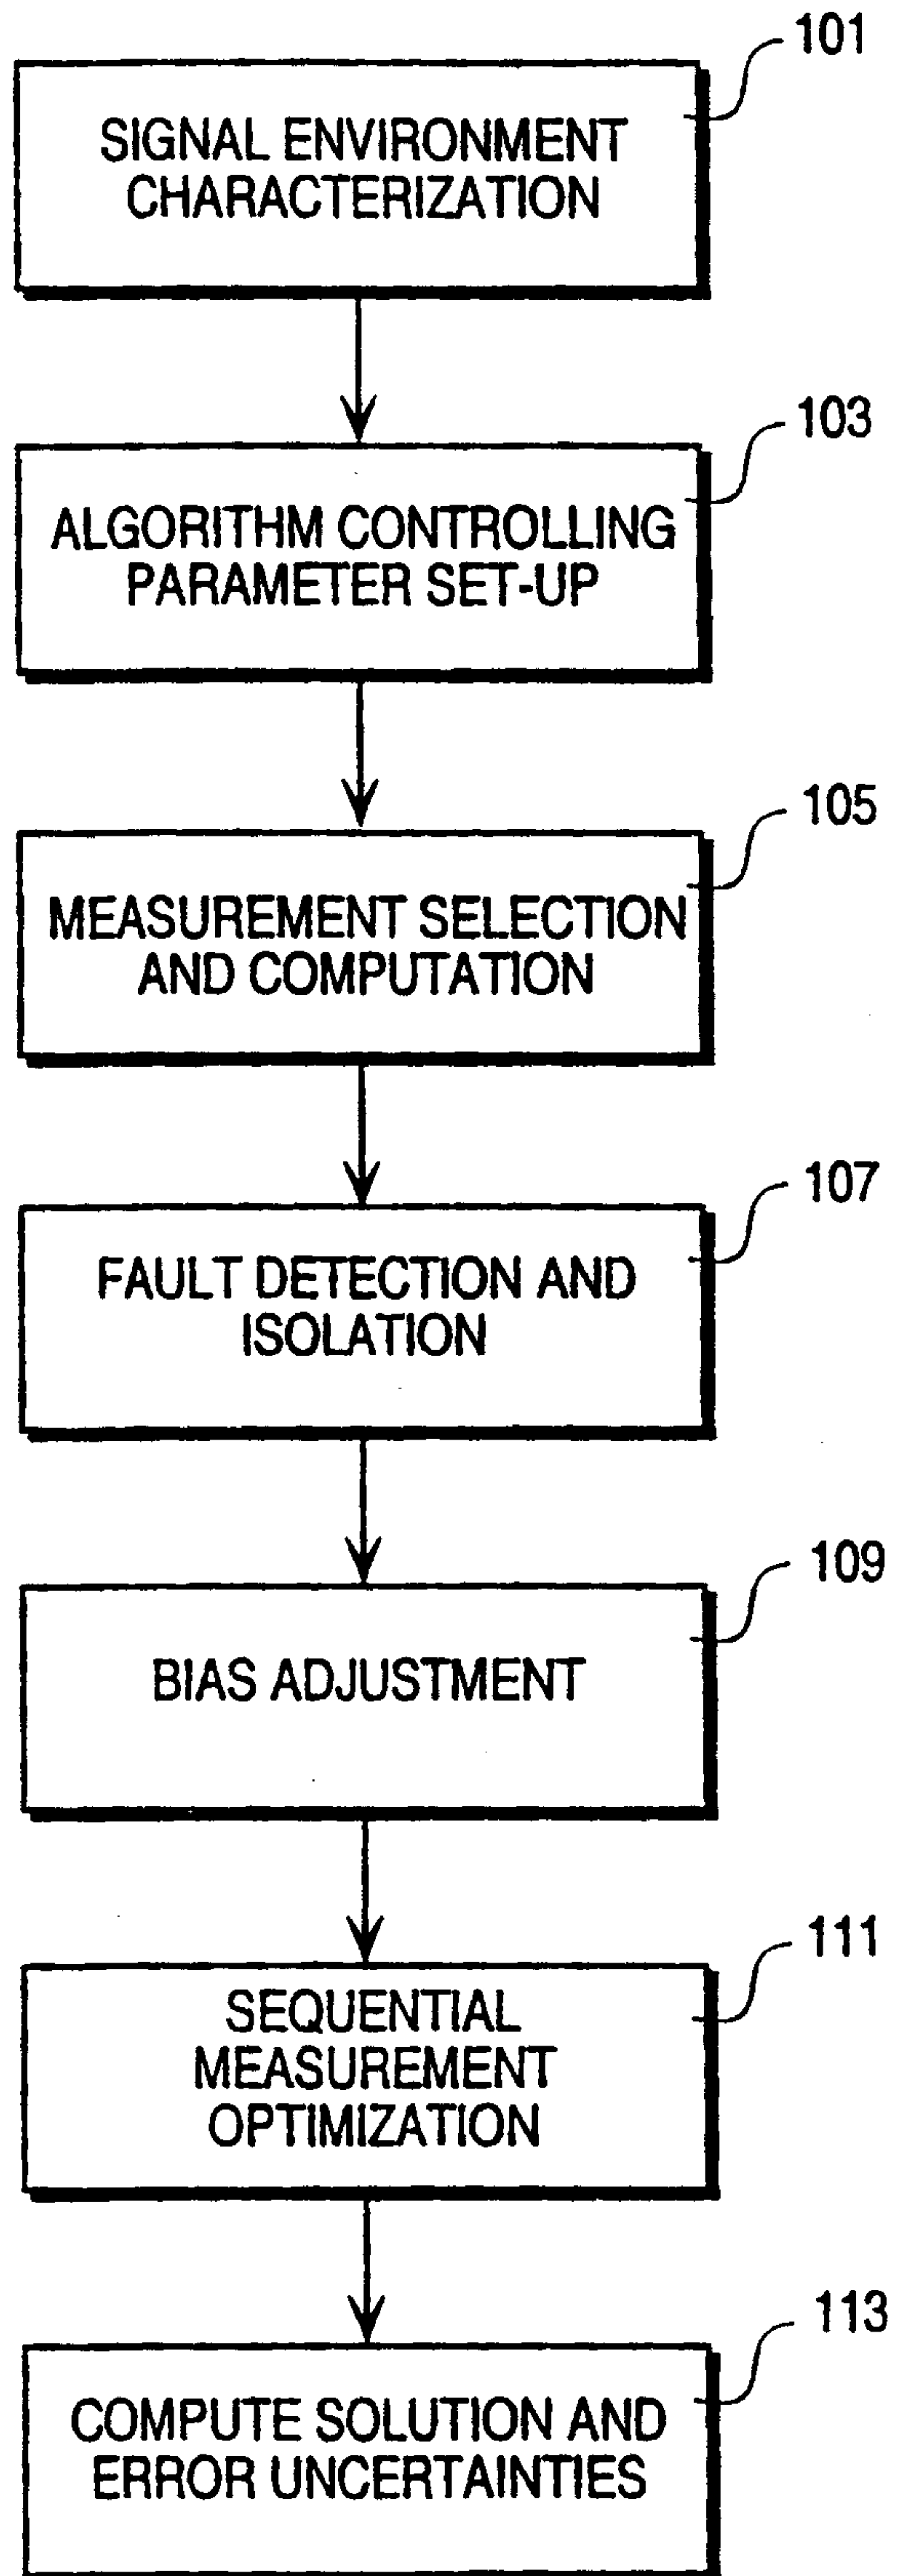 101
SIGNAL ENVIRONMENT
CHARACTERIZATION
103
ALGORITHM CONTROLLING
PARAMETER SET-UP
105
MEASUREMENT SELECTION
AND COMPUTATION
107
FAULT DETECTION AND
ISOLATION
109
BIAS ADJUSTMENT
111
SEQUENTIAL
MEASUREMENT
OPTIMIZATION
113
COMPUTE SOLUTION AND
ERROR UNCERTAINTIES